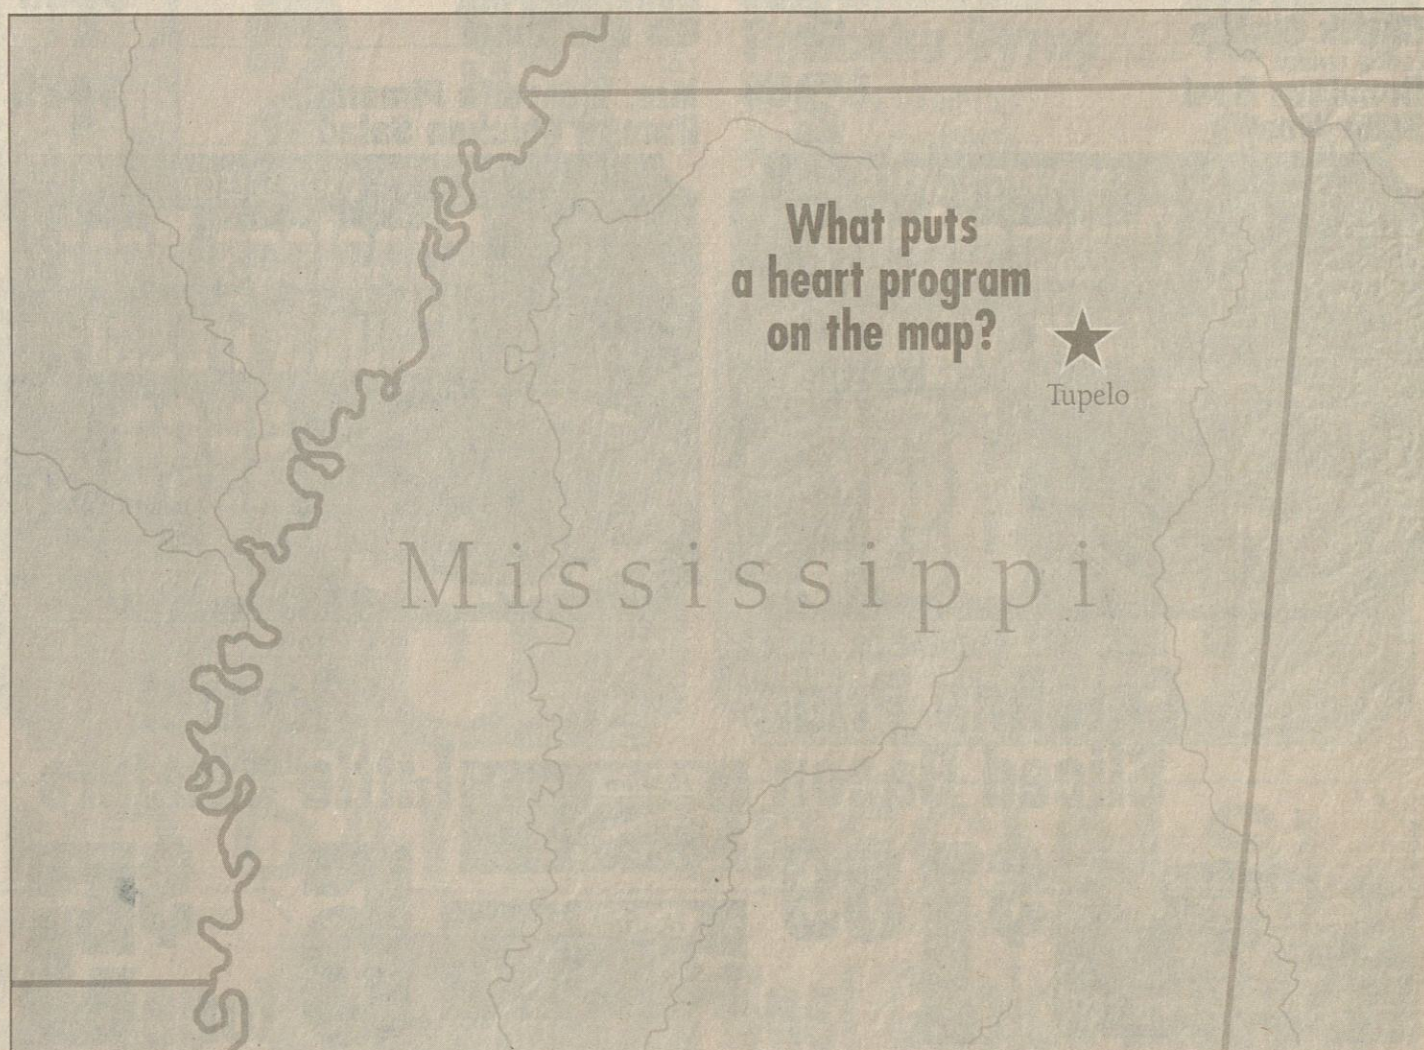 What puts
a heart program
on the map?
Tupelo
Mississippi